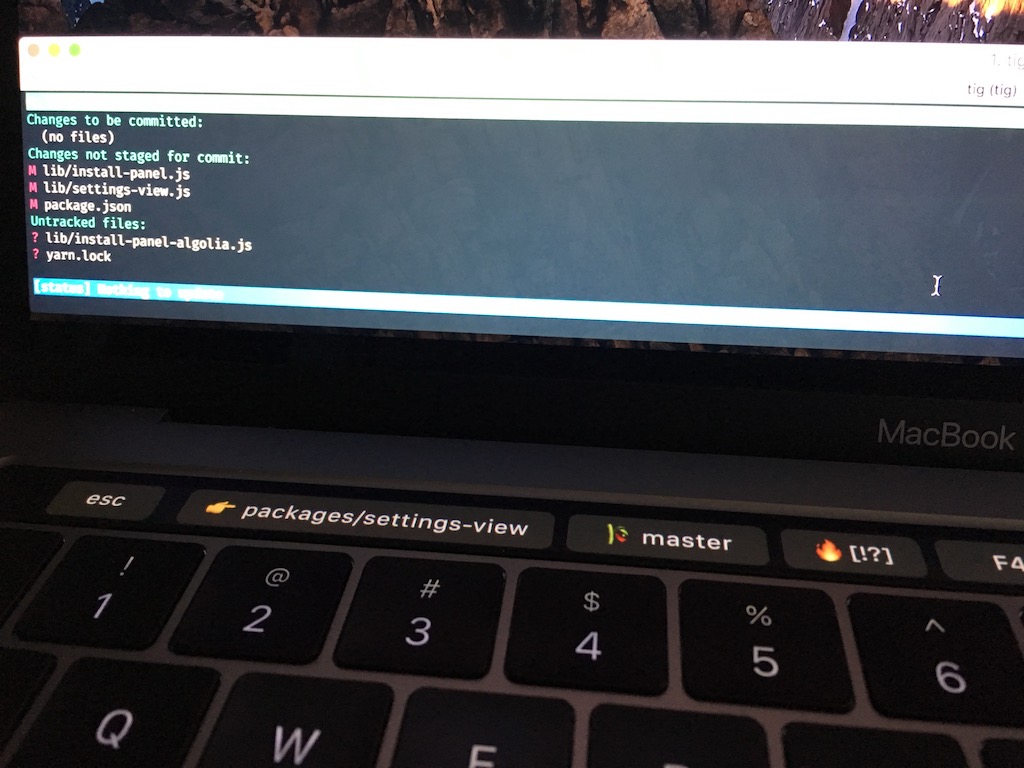 1. tig
tig (tig)
Changes to be committed:
(no files)
Changes not staged for commit:
M lib/install-panel.js
M lib/settings-view.js
M package.json
Untracked files:
? lib/install-panel-algolia.js
? yarn.lock
[status] Nothing to update
MacBook
esc 👉 packages/settings-view master 🔥 [!?] F4
! @ # $ % ^
1 2 3 4 5 6
Q W E